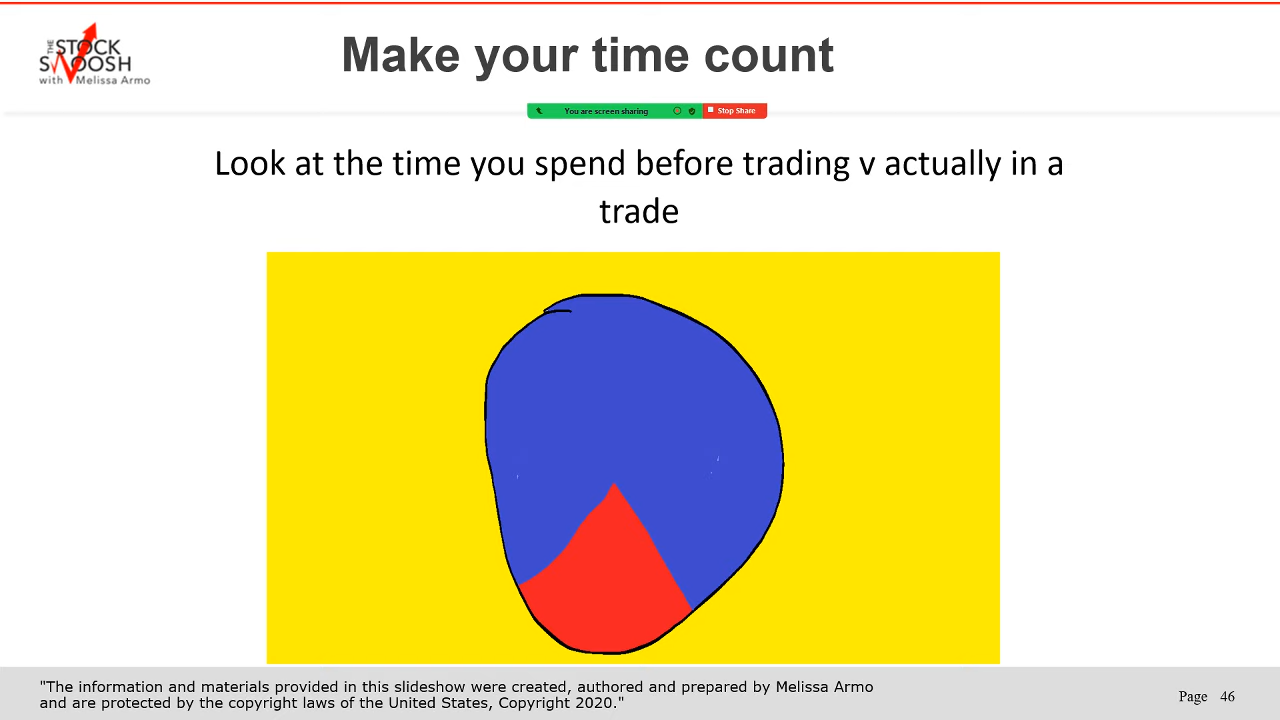 THE STOCK
SWOOSH
with Melissa Armo
Make your time count
You are screen sharing Stop Share
Look at the time you spend before trading v actually in a
trade
"The information and materials provided in this slideshow were created, authored and prepared by Melissa Armo
and are protected by the copyright laws of the United States, Copyright 2020."
Page 46